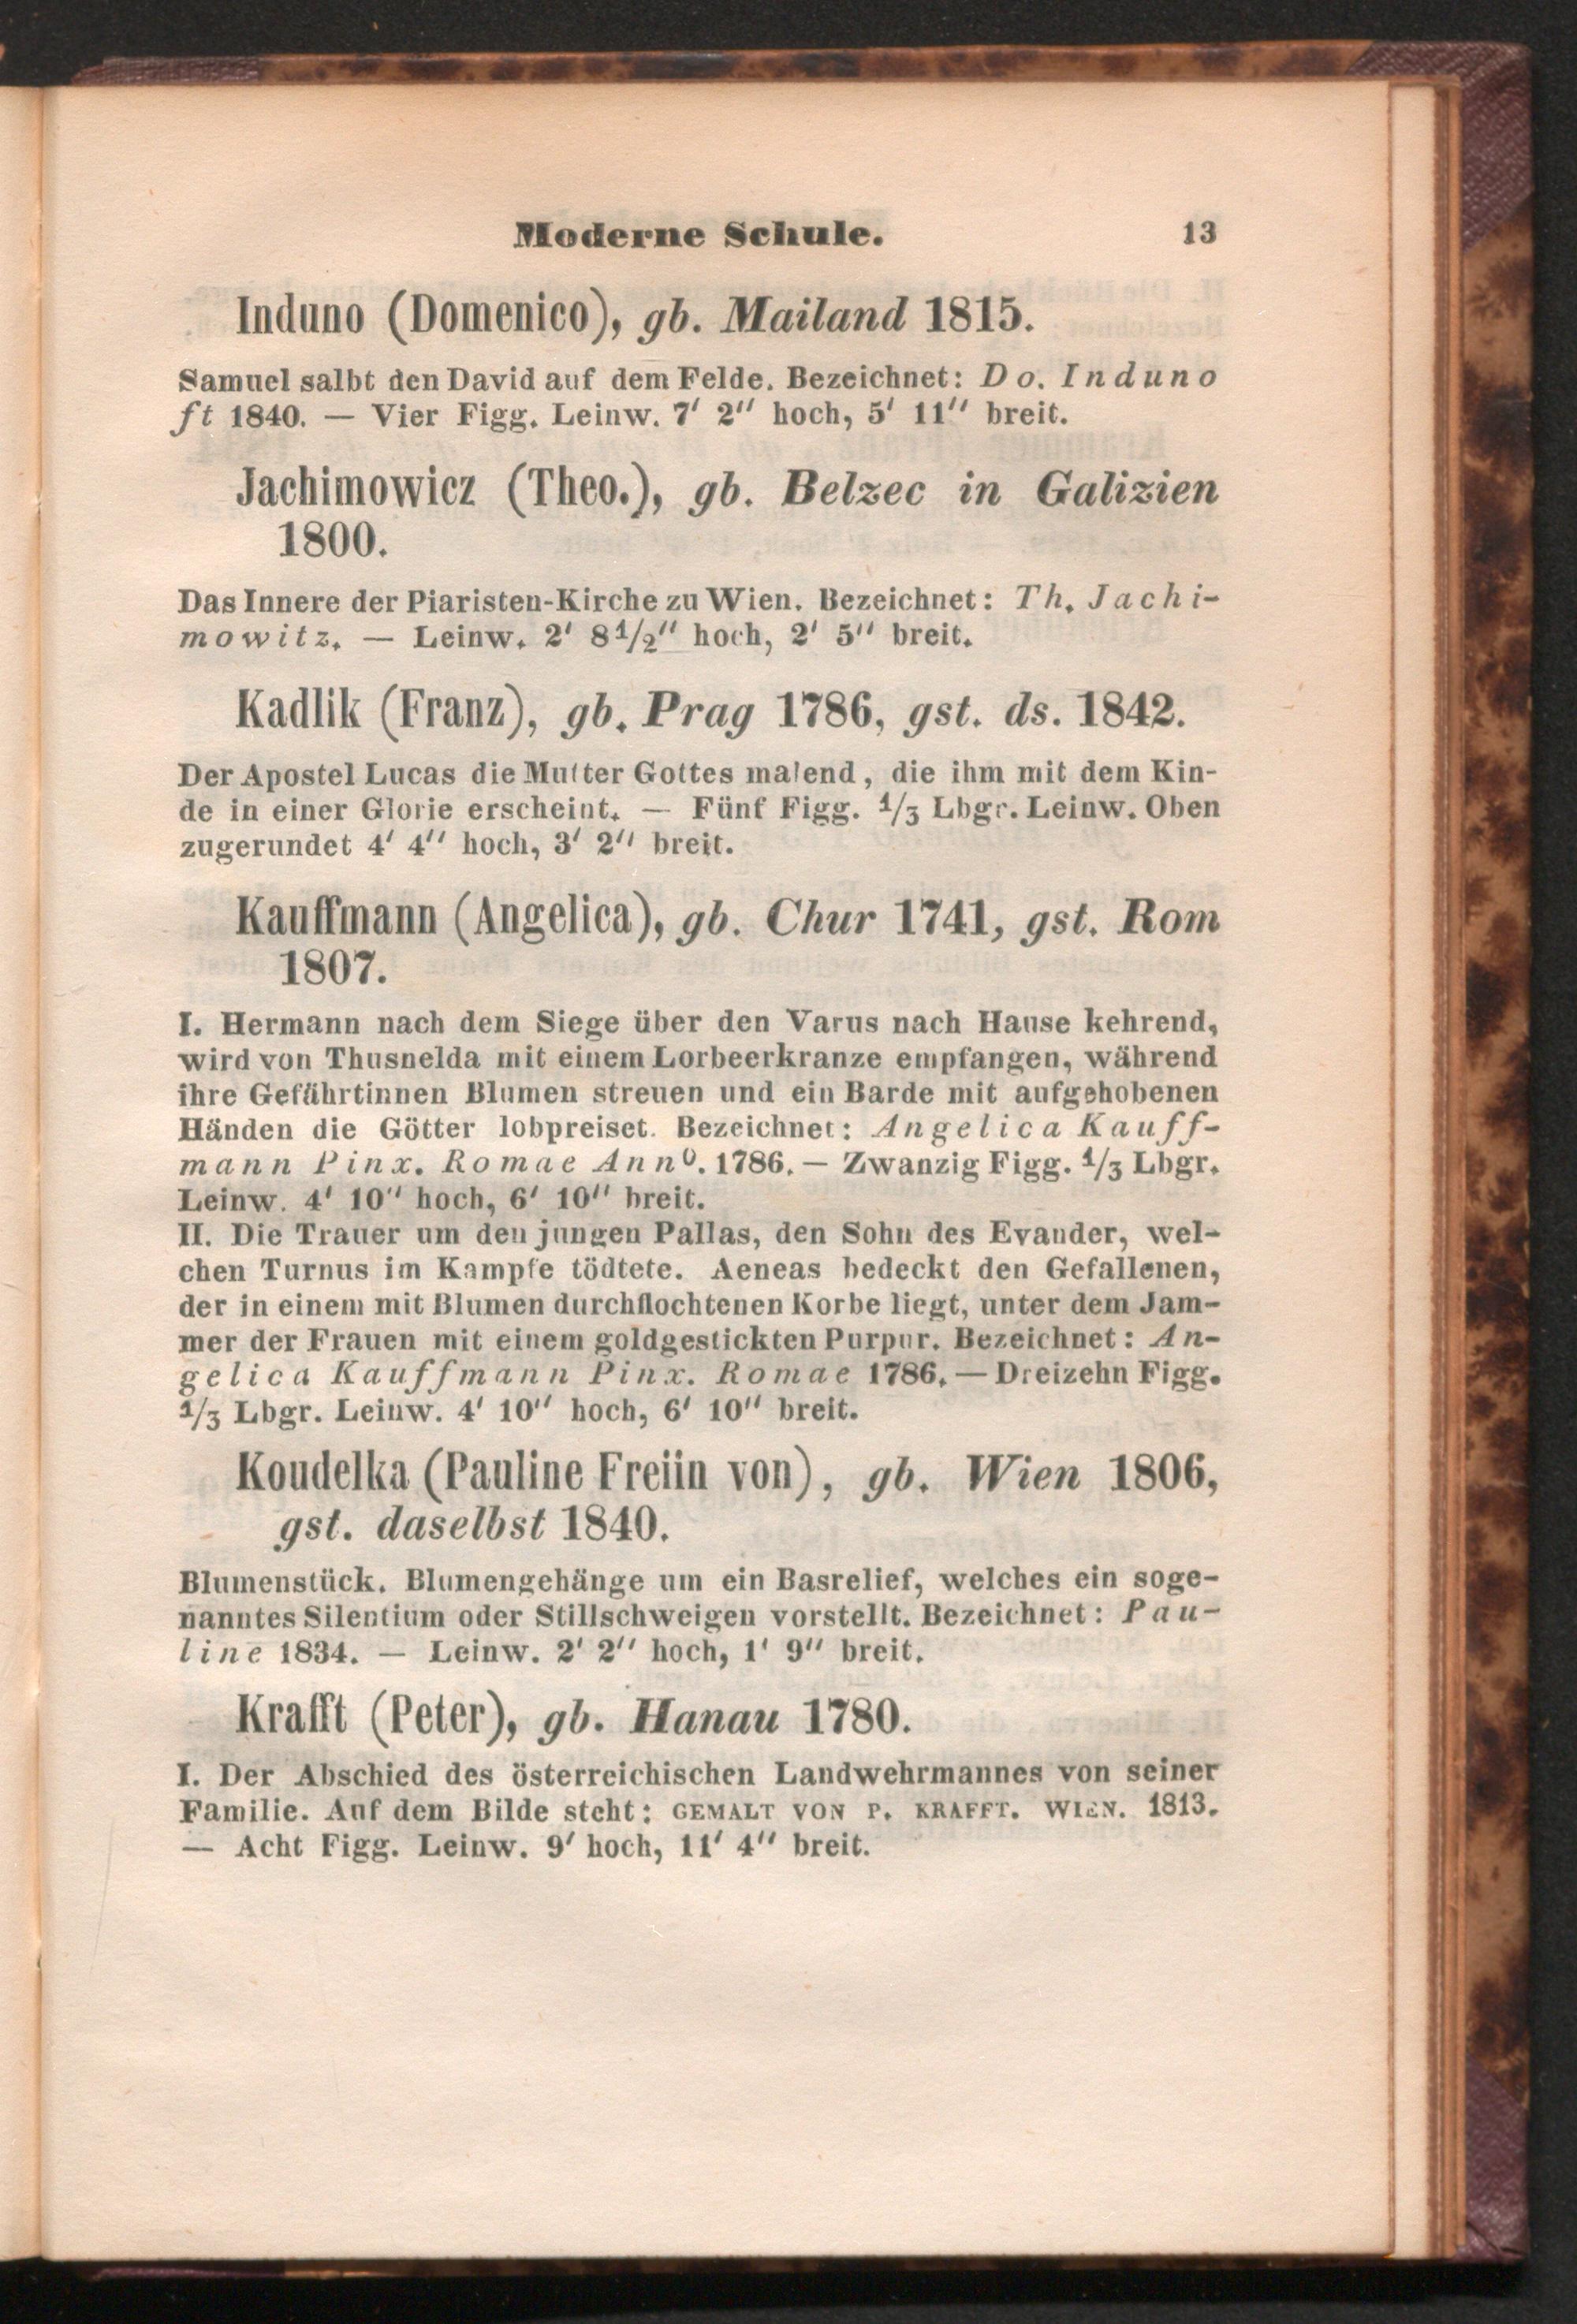 Moderne Schule. 13
Induno (Domenico), gb. Mailand 1815.
Samuel salbt den David auf dem Felde. Bezeichnet: Do. Induno
ft 1840. — Vier Figg. Leinw. 7′ 2″ hoch, 5′ 11″ breit.
Jachimowicz (Theo.), gb. Belzec in Galizien
1800.
Das Innere der Piaristen-Kirche zu Wien. Bezeichnet: Th. Jachi-
mowitz. — Leinw. 2′ 8 1/2″ hoch, 2′ 5″ breit.
Kadlik (Franz), gb. Prag 1786, gst. ds. 1842.
Der Apostel Lucas die Mutter Gottes malend, die ihm mit dem Kin-
de in einer Glorie erscheint. — Fünf Figg. 1/3 Lbgr. Leinw. Oben
zugerundet 4′ 4″ hoch, 3′ 2″ breit.
Kauffmann (Angelica), gb. Chur 1741, gst. Rom
1807.
I. Hermann nach dem Siege über den Varus nach Hause kehrend,
wird von Thusnelda mit einem Lorbeerkranze empfangen, während
ihre Gefährtinnen Blumen streuen und ein Barde mit aufgehobenen
Händen die Götter lobpreiset. Bezeichnet: Angelica Kauff-
mann Pinx. Romae Ann⁰. 1786. — Zwanzig Figg. 1/3 Lbgr.
Leinw. 4′ 10″ hoch, 6′ 10″ breit.
II. Die Trauer um den jungen Pallas, den Sohn des Evander, wel-
chen Turnus im Kampfe tödtete. Aeneas bedeckt den Gefallenen,
der in einem mit Blumen durchflochtenen Korbe liegt, unter dem Jam-
mer der Frauen mit einem goldgestickten Purpur. Bezeichnet: An-
gelica Kauffmann Pinx. Romae 1786. — Dreizehn Figg.
1/3 Lbgr. Leinw. 4′ 10″ hoch, 6′ 10″ breit.
Koudelka (Pauline Freiin von), gb. Wien 1806,
gst. daselbst 1840.
Blumenstück. Blumengehänge um ein Basrelief, welches ein soge-
nanntes Silentium oder Stillschweigen vorstellt. Bezeichnet: Pau-
line 1834. — Leinw. 2′ 2″ hoch, 1′ 9″ breit.
Krafft (Peter), gb. Hanau 1780.
I. Der Abschied des österreichischen Landwehrmannes von seiner
Familie. Auf dem Bilde steht: GEMALT VON P. KRAFFT. WIEN. 1813.
— Acht Figg. Leinw. 9′ hoch, 11′ 4″ breit.